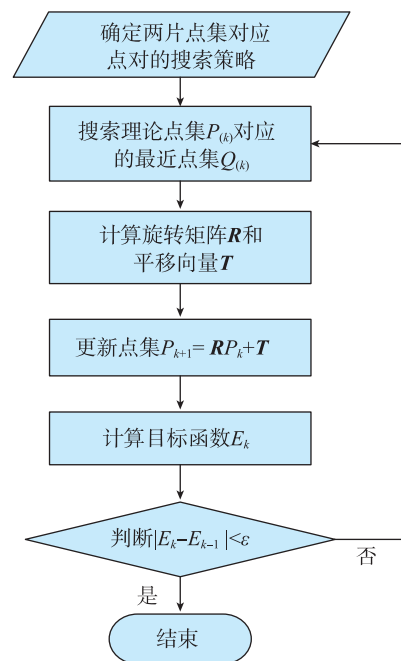 确定两片点集对应
点对的搜索策略
搜索理论点集P(k)对应
的最近点集Q(k)
计算旋转矩阵R和
平移向量T
更新点集Pk+1= RPk+T
计算目标函数Ek
判断|Ek−Ek−1|<ε
否
是
结束